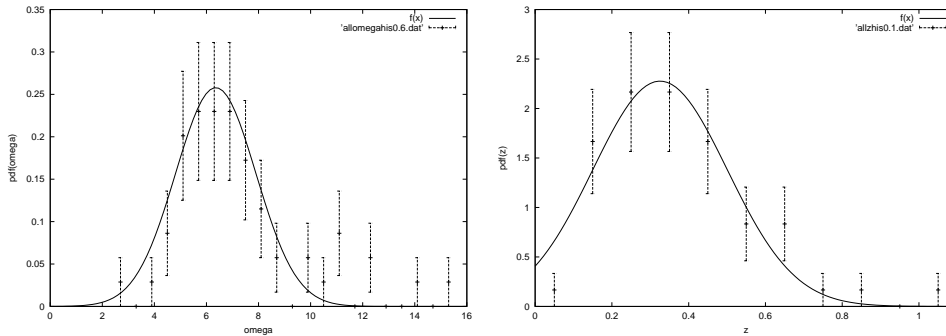 0.35
f(x)
'allomegahis0.6.dat'
0.3
0.25
0.2
0.15
0.1
0.05
0
pdf(omega)
0 2 4 6 8 10 12 14 16
omega
3
f(x)
'allzhis0.1.dat'
2.5
2
1.5
1
0.5
0
pdf(z)
0 0.2 0.4 0.6 0.8 1
z